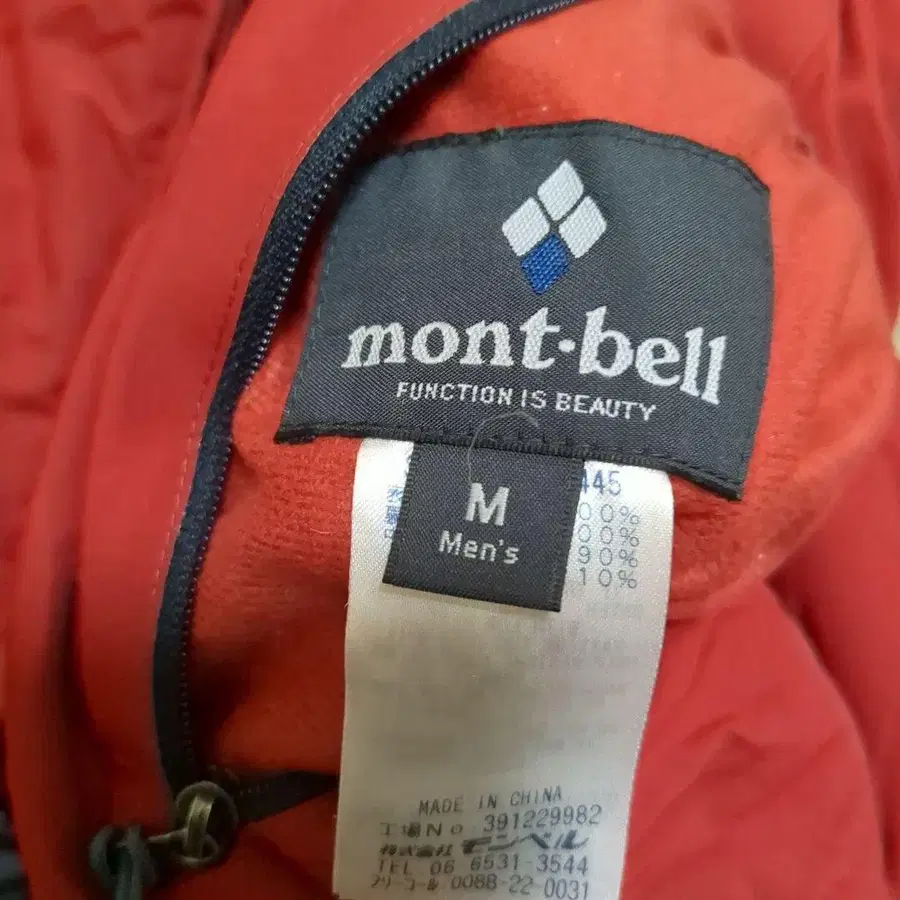 mont-bell
FUNCTION IS BEAUTY
M
Men's
445
00%
00%
90%
10%
MADE IN CHINA
工場No 391229982
株式会社モンベル
TEL 06 6531-3544
フリーコール 0088-22-0031